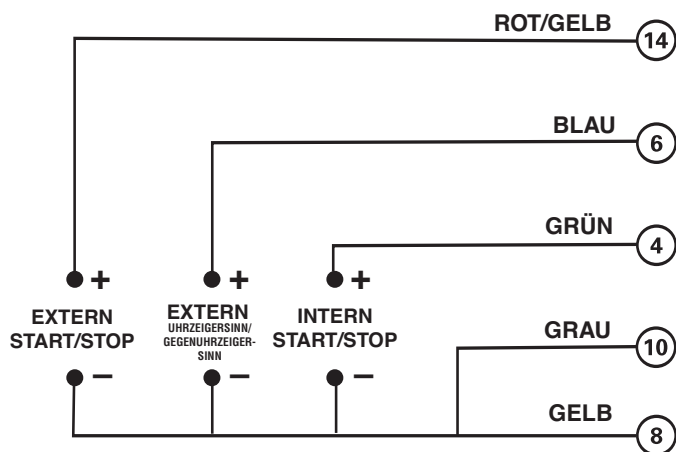 ROT/GELB
14
BLAU
6
GRÜN
4
+
+
+
EXTERN
START/STOP
EXTERN
UHRZEIGERSINN/
GEGENUHRZEIGER-
SINN
INTERN
START/STOP
GRAU
10
–
–
–
GELB
8